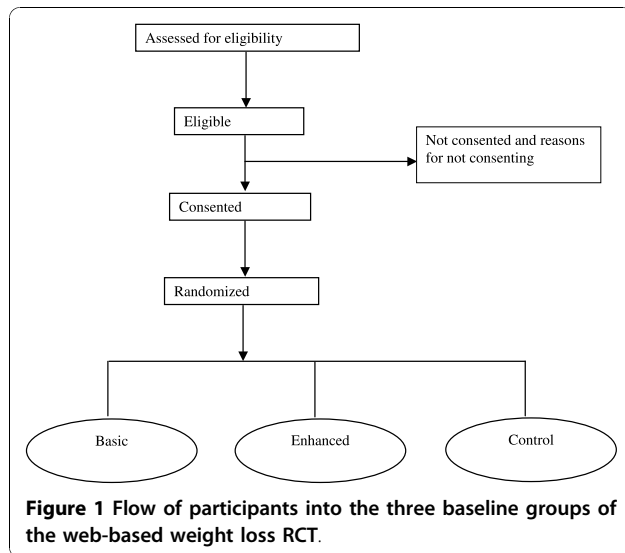 Assessed for eligibility
Eligible
Not consented and reasons
for not consenting
Consented
Randomized
Basic
Enhanced
Control
Figure 1 Flow of participants into the three baseline groups of
the web-based weight loss RCT.